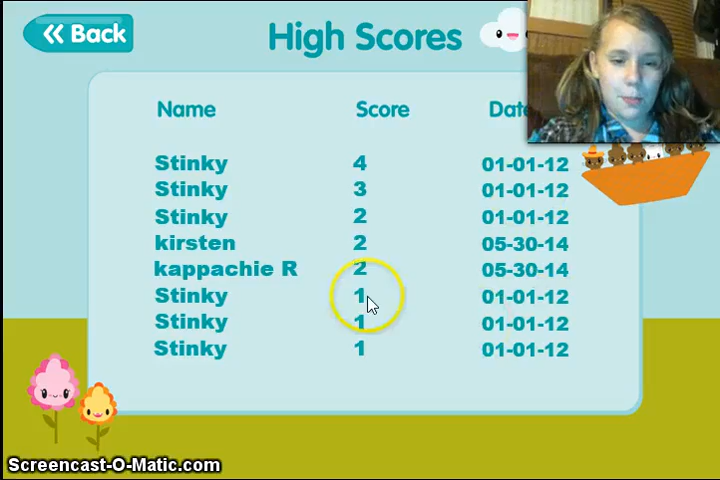 « Back
High Scores
Name Score Date
Stinky 4 01-01-12
Stinky 3 01-01-12
Stinky 2 01-01-12
kirsten 2 05-30-14
kappachie R 2 05-30-14
Stinky 1 01-01-12
Stinky 1 01-01-12
Stinky 1 01-01-12
Screencast-O-Matic.com